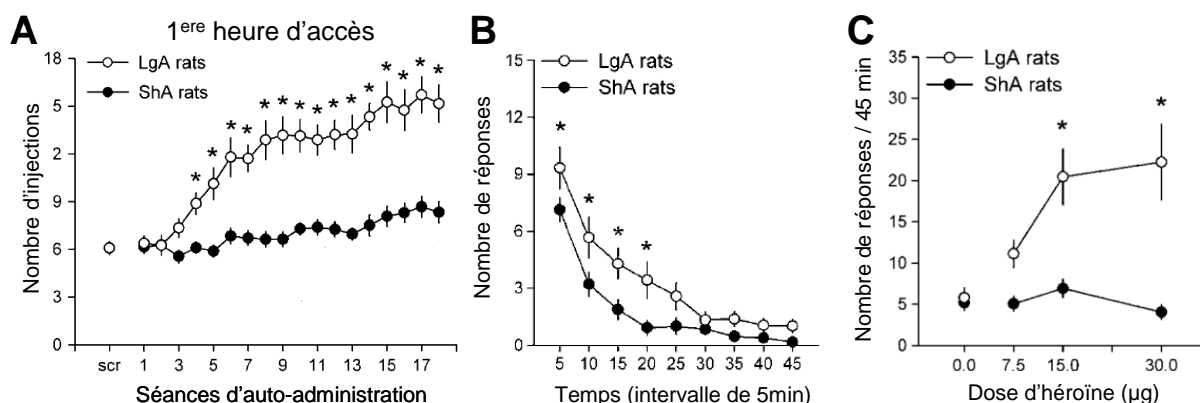 A
1ere heure d'accès
18
5
2
9
6
3
0
Nombre d'injections
LgA rats
ShA rats
scr 1 3 5 7 9 11 13 15 17
Séances d'auto-administration
B
15
12
9
6
3
0
Nombre de réponses
LgA rats
ShA rats
5 10 15 20 25 30 35 40 45
Temps (intervalle de 5min)
C
35
30
25
20
15
10
5
0
Nombre de réponses / 45 min
LgA rats
ShA rats
0.0 7.5 15.0 30.0
Dose d'héroïne (µg)